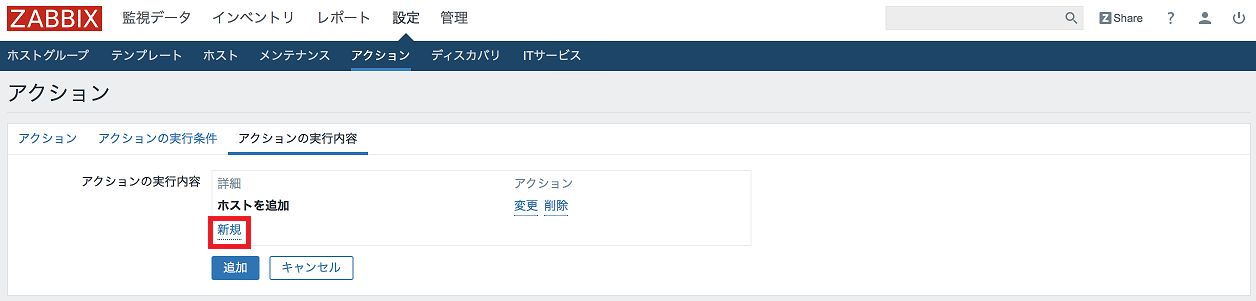 ZABBIX 監視データ インベントリ レポート 設定 管理 Z Share ?
ホストグループ テンプレート ホスト メンテナンス アクション ディスカバリ ITサービス
アクション
アクション アクションの実行条件 アクションの実行内容
アクションの実行内容 詳細 アクション
ホストを追加 変更 削除
新規
追加 キャンセル